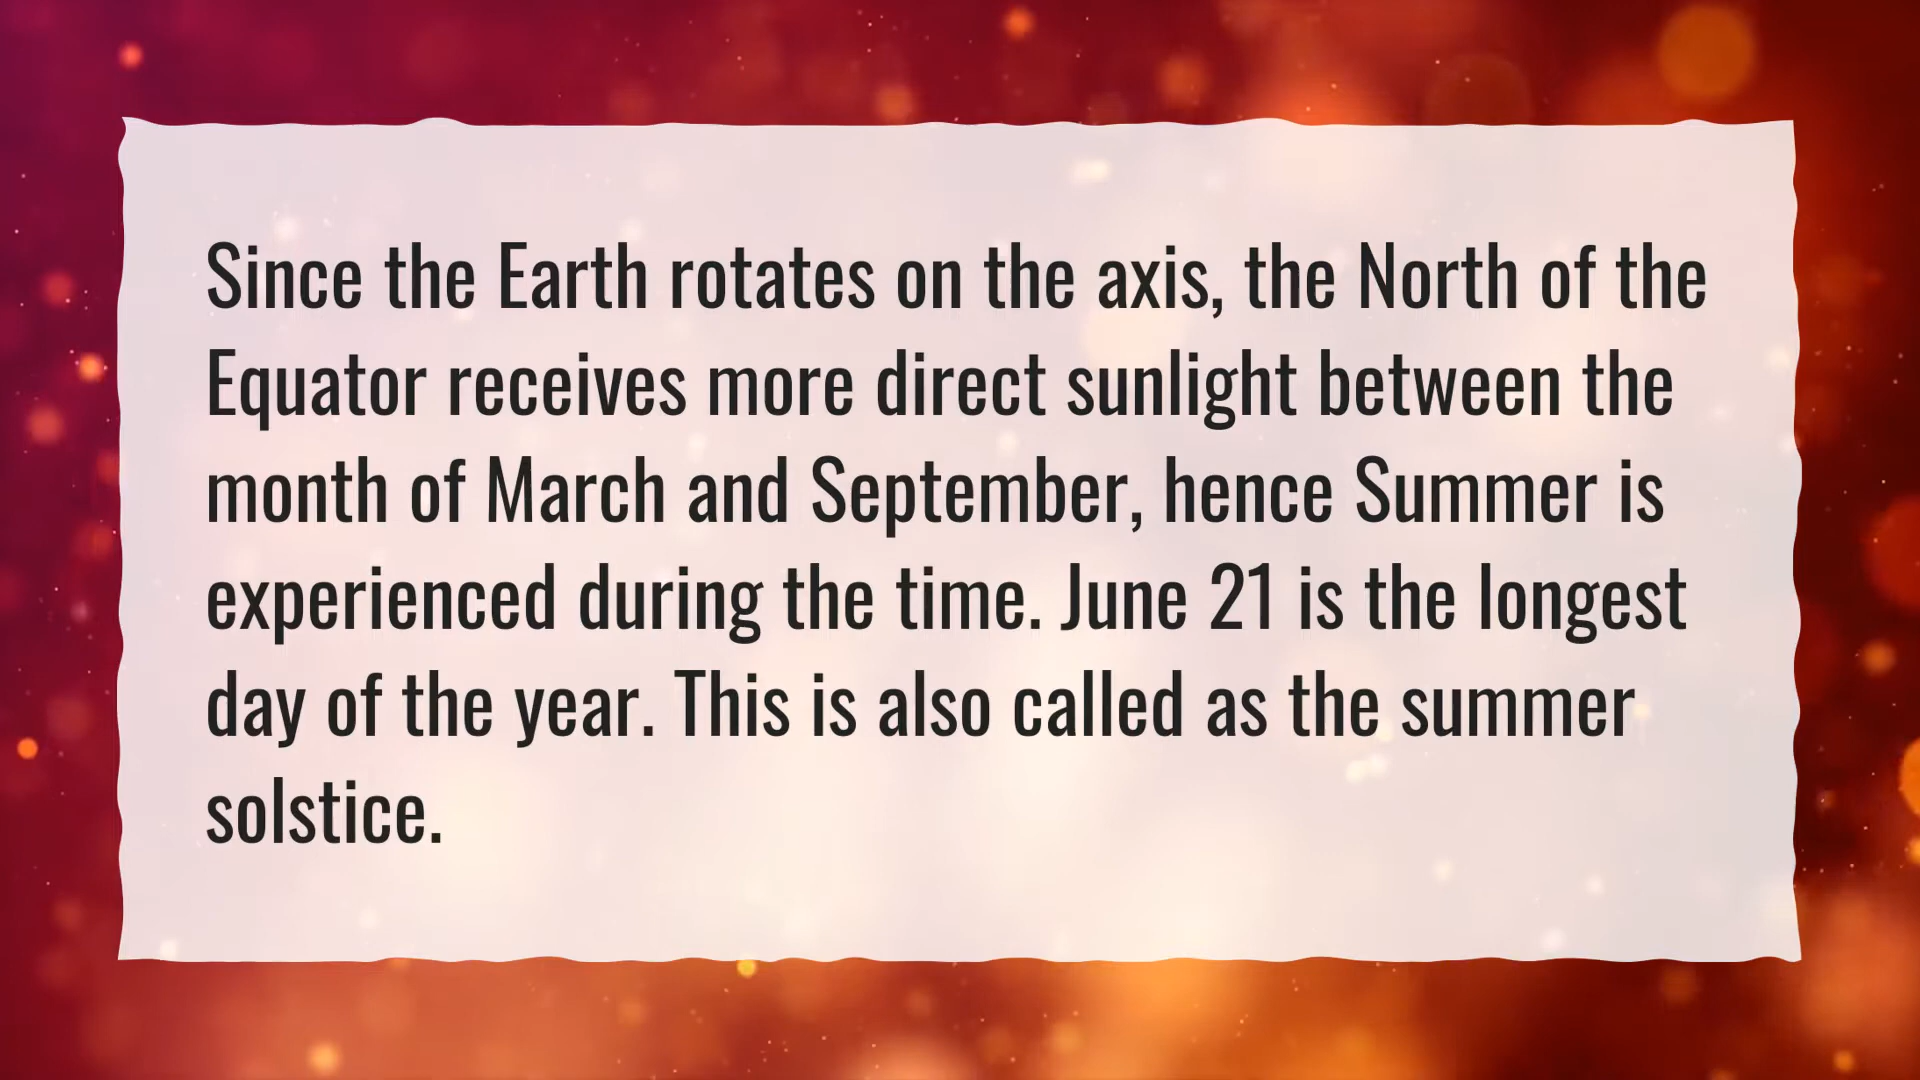 Since the Earth rotates on the axis, the North of the
Equator receives more direct sunlight between the
month of March and September, hence Summer is
experienced during the time. June 21 is the longest
day of the year. This is also called as the summer
solstice.